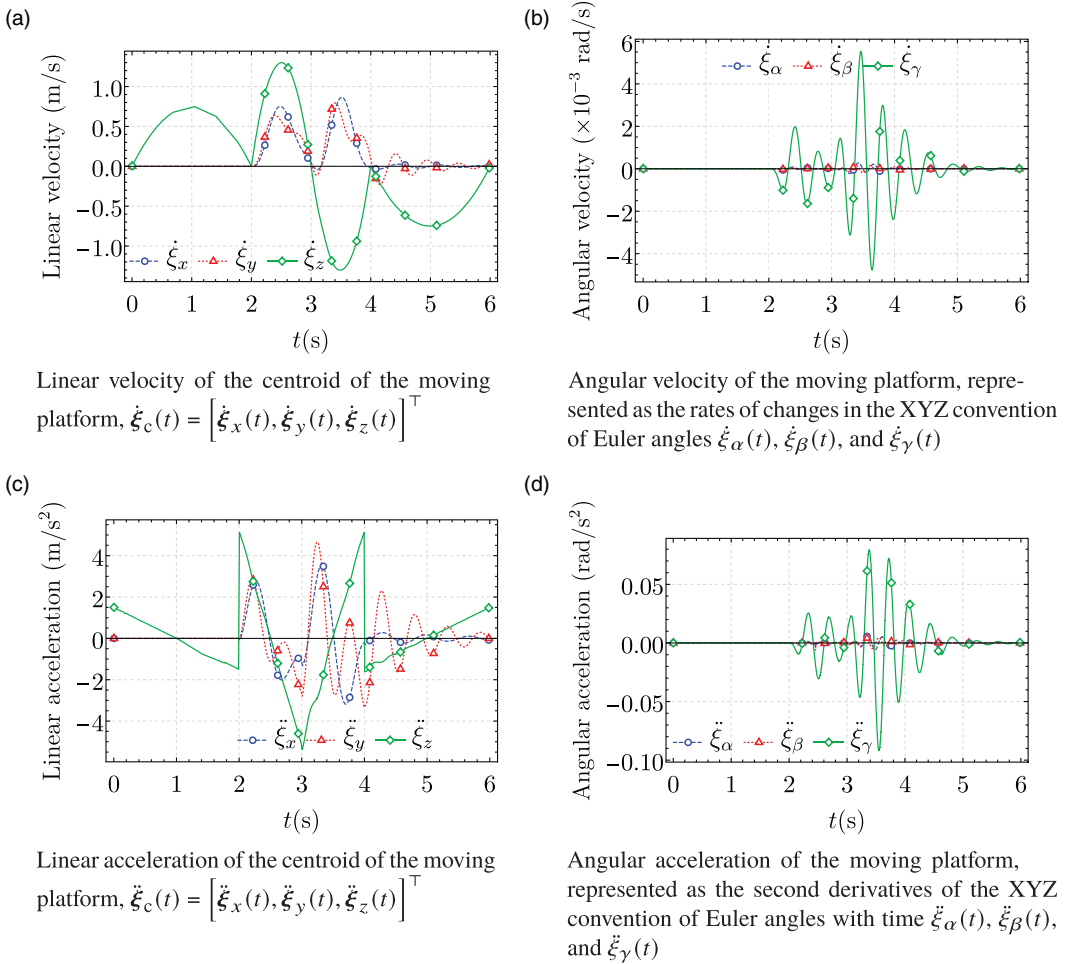 (a)
Linear velocity (m/s)
1.0
0.5
0.0
−0.5
−1.0
ξ̇x ξ̇y ξ̇z
0 1 2 3 4 5 6
t(s)
Linear velocity of the centroid of the moving
platform, ξ̇c(t) = [ξ̇x(t), ξ̇y(t), ξ̇z(t)]⊤
(b)
Angular velocity (×10−3 rad/s)
6
4
2
0
−2
−4
ξ̇α ξ̇β ξ̇γ
0 1 2 3 4 5 6
t(s)
Angular velocity of the moving platform, repre-
sented as the rates of changes in the XYZ convention
of Euler angles ξ̇α(t), ξ̇β(t), and ξ̇γ(t)
(c)
Linear acceleration (m/s2)
4
2
0
−2
−4
ξ̈x ξ̈y ξ̈z
0 1 2 3 4 5 6
t(s)
Linear acceleration of the centroid of the moving
platform, ξ̈c(t) = [ξ̈x(t), ξ̈y(t), ξ̈z(t)]⊤
(d)
Angular acceleration (rad/s2)
0.05
0.00
−0.05
−0.10
ξ̈α ξ̈β ξ̈γ
0 1 2 3 4 5 6
t(s)
Angular acceleration of the moving platform,
represented as the second derivatives of the XYZ
convention of Euler angles with time ξ̈α(t), ξ̈β(t),
and ξ̈γ(t)